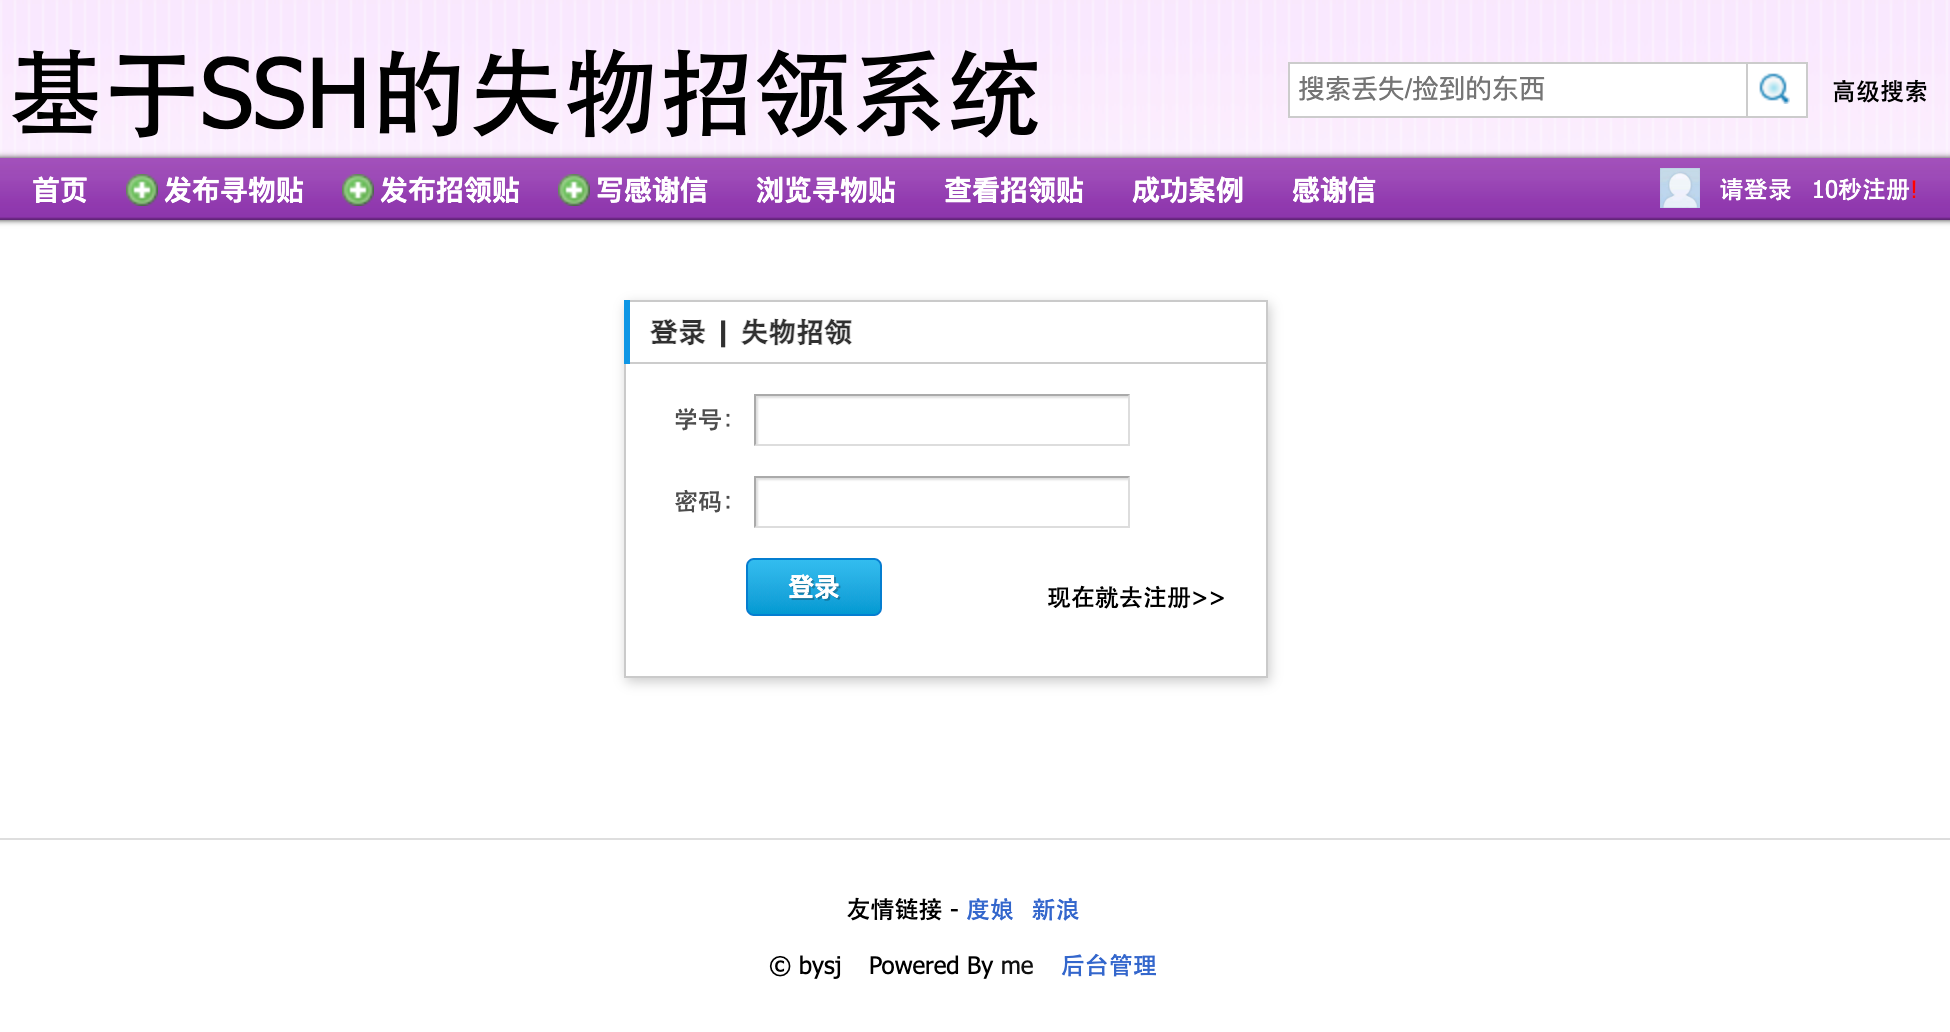 基于SSH的失物招领系统
搜索丢失/捡到的东西
高级搜索
首页 发布寻物贴 发布招领贴 写感谢信 浏览寻物贴 查看招领贴 成功案例 感谢信 请登录 10秒注册!
登录 | 失物招领
学号：
密码：
登录
现在就去注册>>
友情链接 - 度娘 新浪
© bysj Powered By me 后台管理